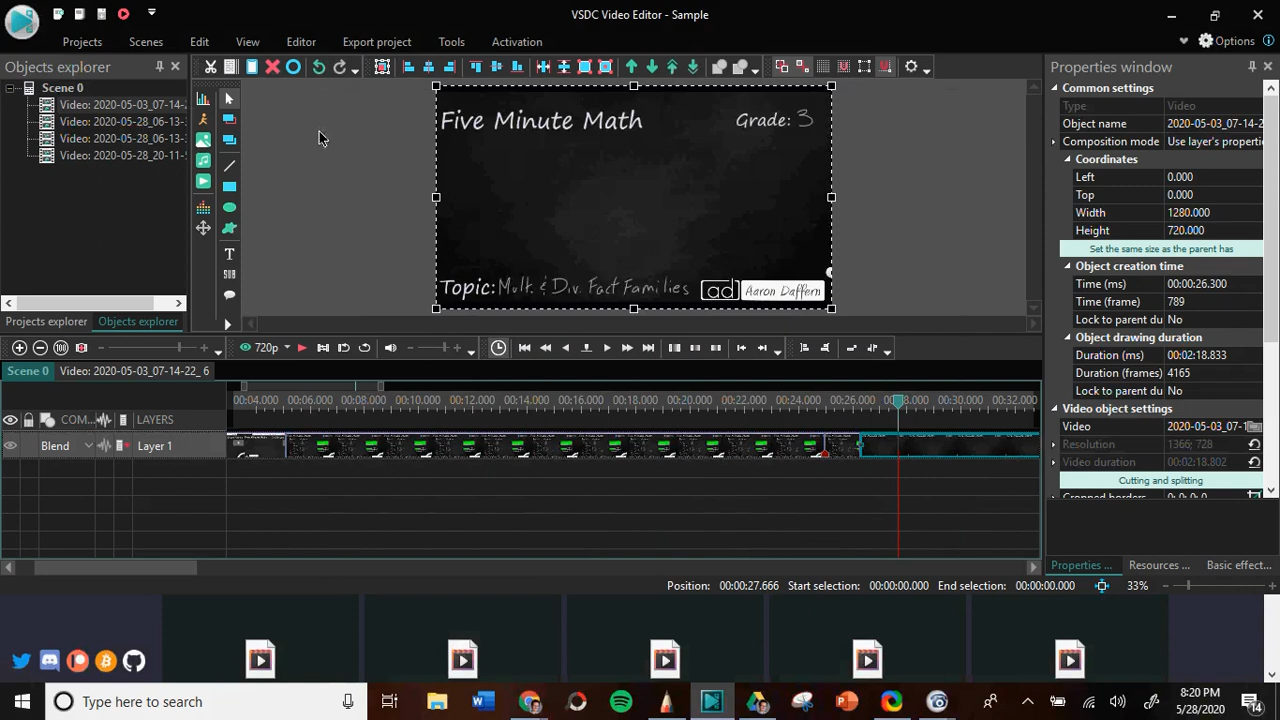 VSDC Video Editor - Sample
Projects Scenes Edit View Editor Export project Tools Activation
Options
Objects explorer
Scene 0
Video: 2020-05-03_07-14-2
Video: 2020-05-28_06-13-
Video: 2020-05-28_06-13-
Video: 2020-05-28_20-11-
Projects explorer Objects explorer
Five Minute Math Grade: 3
Topic: Mult. & Div. Fact Families ad Aaron Daffern
Properties window
Common settings
Type Video
Object name 2020-05-03_07-14-2
Composition mode Use layer's properti
Coordinates
Left 0.000
Top 0.000
Width 1280.000
Height 720.000
Set the same size as the parent has
Object creation time
Time (ms) 00:00:26.300
Time (frame) 789
Lock to parent du No
Object drawing duration
Duration (ms) 00:02:18.833
Duration (frames) 4165
Lock to parent du No
Video object settings
Video 2020-05-03_07-1
Resolution 1366; 728
Video duration 00:02:18.802
Cutting and splitting
Cropped borders 0; 0; 0; 0
Properties ... Resources ... Basic effect...
720p
Scene 0 Video: 2020-05-03_07-14-22_ 6
00:04.000 00:06.000 00:08.000 00:10.000 00:12.000 00:14.000 00:16.000 00:18.000 00:20.000 00:22.000 00:24.000 00:26.000 00:28.000 00:30.000 00:32.000
COM... LAYERS
Blend Layer 1
Position: 00:00:27.666 Start selection: 00:00:00.000 End selection: 00:00:00.000 33%
Type here to search
8:20 PM
5/28/2020
14